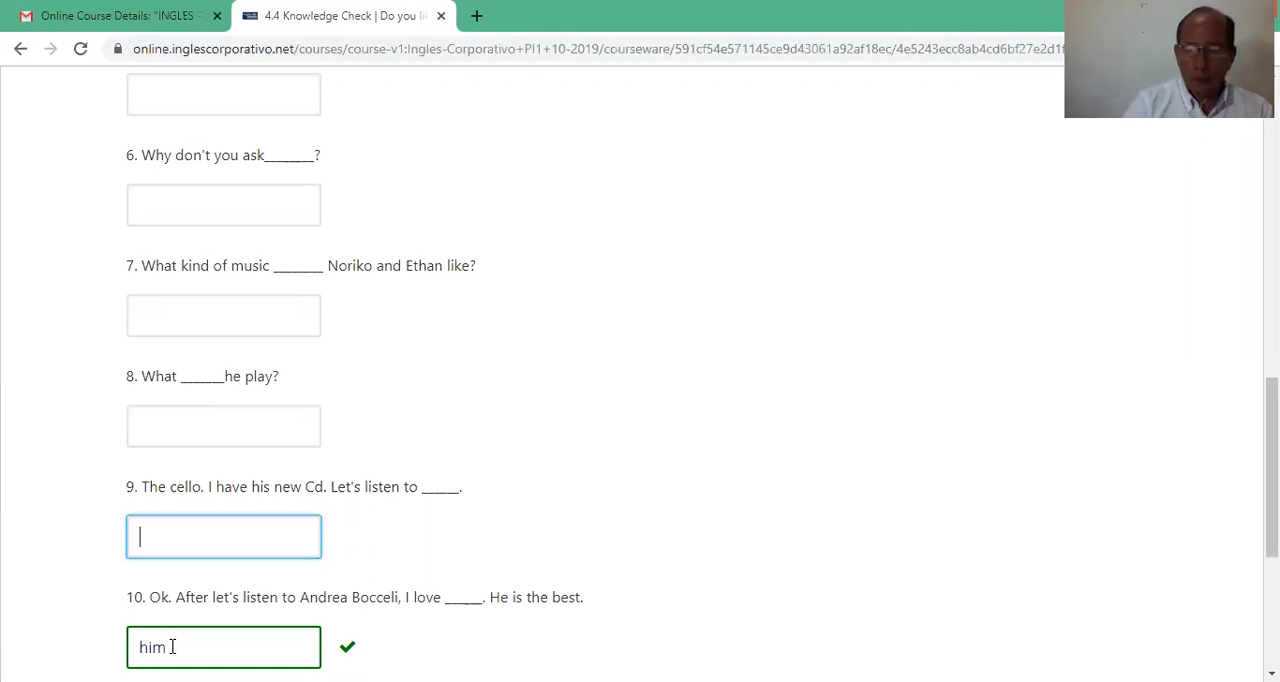 Online Course Details: "INGLES
4.4 Knowledge Check | Do you li
online.inglescorporativo.net/courses/course-v1:Ingles-Corporativo+PI1+10-2019/courseware/591cf54e571145ce9d43061a92af18ec/4e5243ecc8ab4cd6bf27e2d1f
6. Why don't you ask_______?
7. What kind of music _______ Noriko and Ethan like?
8. What ______he play?
9. The cello. I have his new Cd. Let's listen to _____.
10. Ok. After let's listen to Andrea Bocceli, I love _____. He is the best.
him